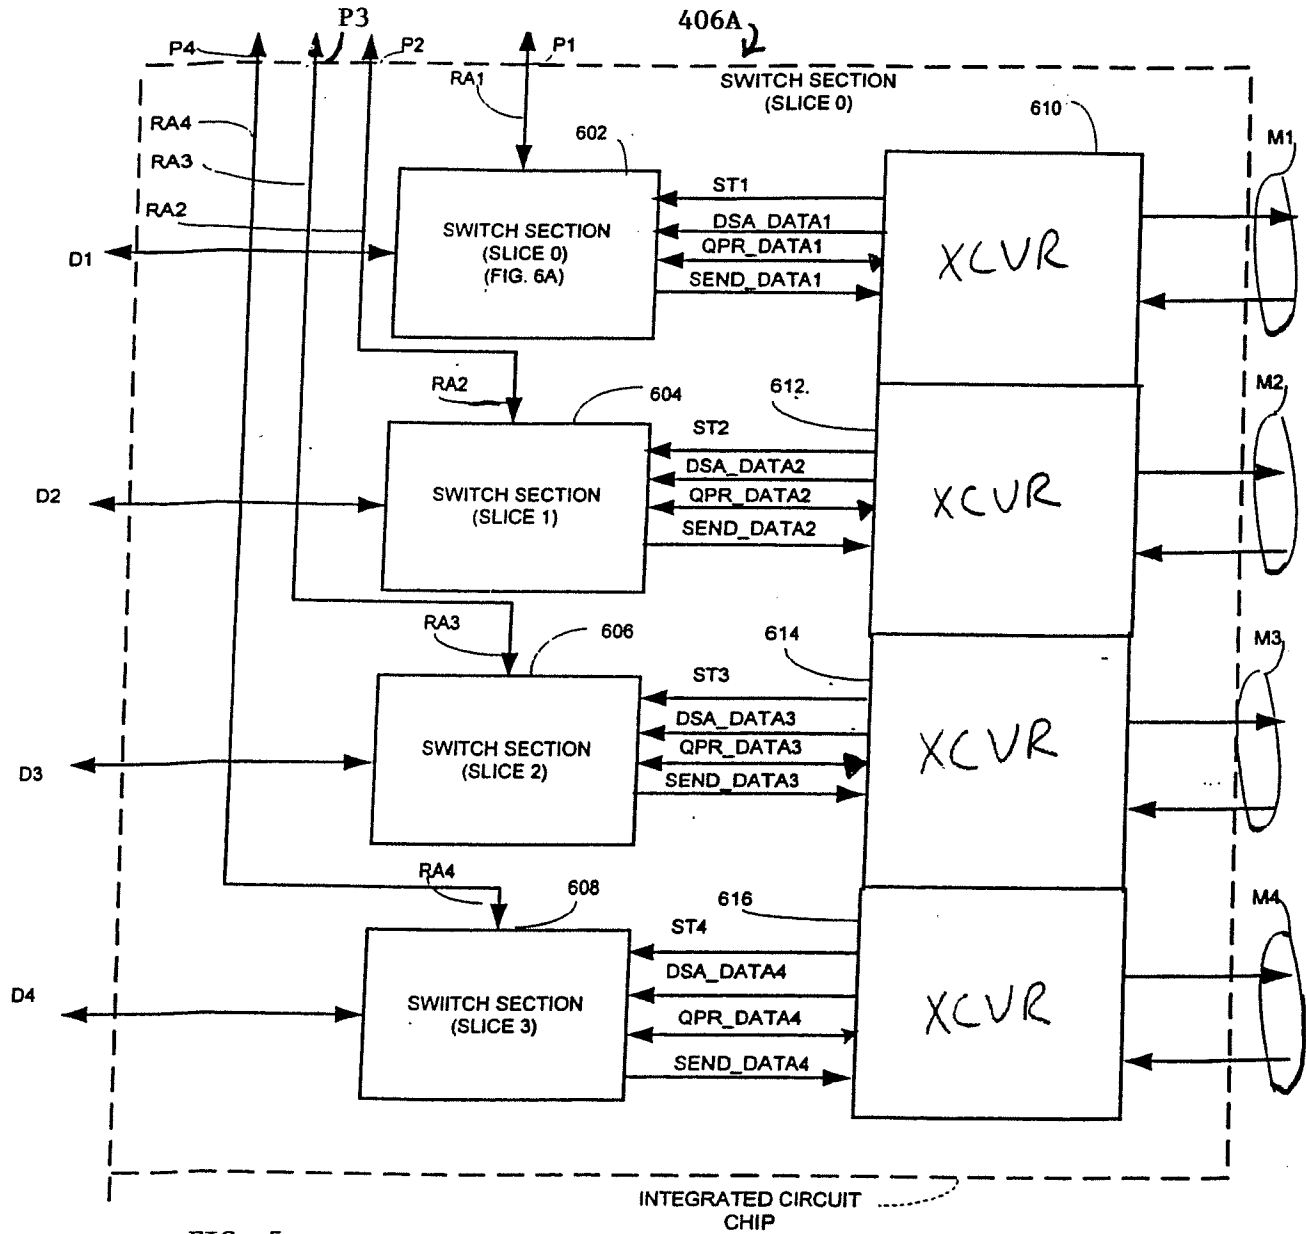 P3
406A
P4
P2
P1
RA1
SWITCH SECTION
(SLICE 0)
610
RA4
602
M1
RA3
ST1
RA2
SWITCH SECTION
(SLICE 0)
(FIG. 6A)
DSA_DATA1
QPR_DATA1
SEND_DATA1
XCVR
D1
RA2
604
612.
M2
ST2
DSA_DATA2
QPR_DATA2
SEND_DATA2
D2
SWITCH SECTION
(SLICE 1)
XCVR
RA3
606
614
M3
ST3
DSA_DATA3
QPR_DATA3
SEND_DATA3
D3
SWITCH SECTION
(SLICE 2)
XCVR
RA4
608
616
M4
ST4
DSA_DATA4
QPR_DATA4
SEND_DATA4
D4
SWIITCH SECTION
(SLICE 3)
XCVR
INTEGRATED CIRCUIT
CHIP